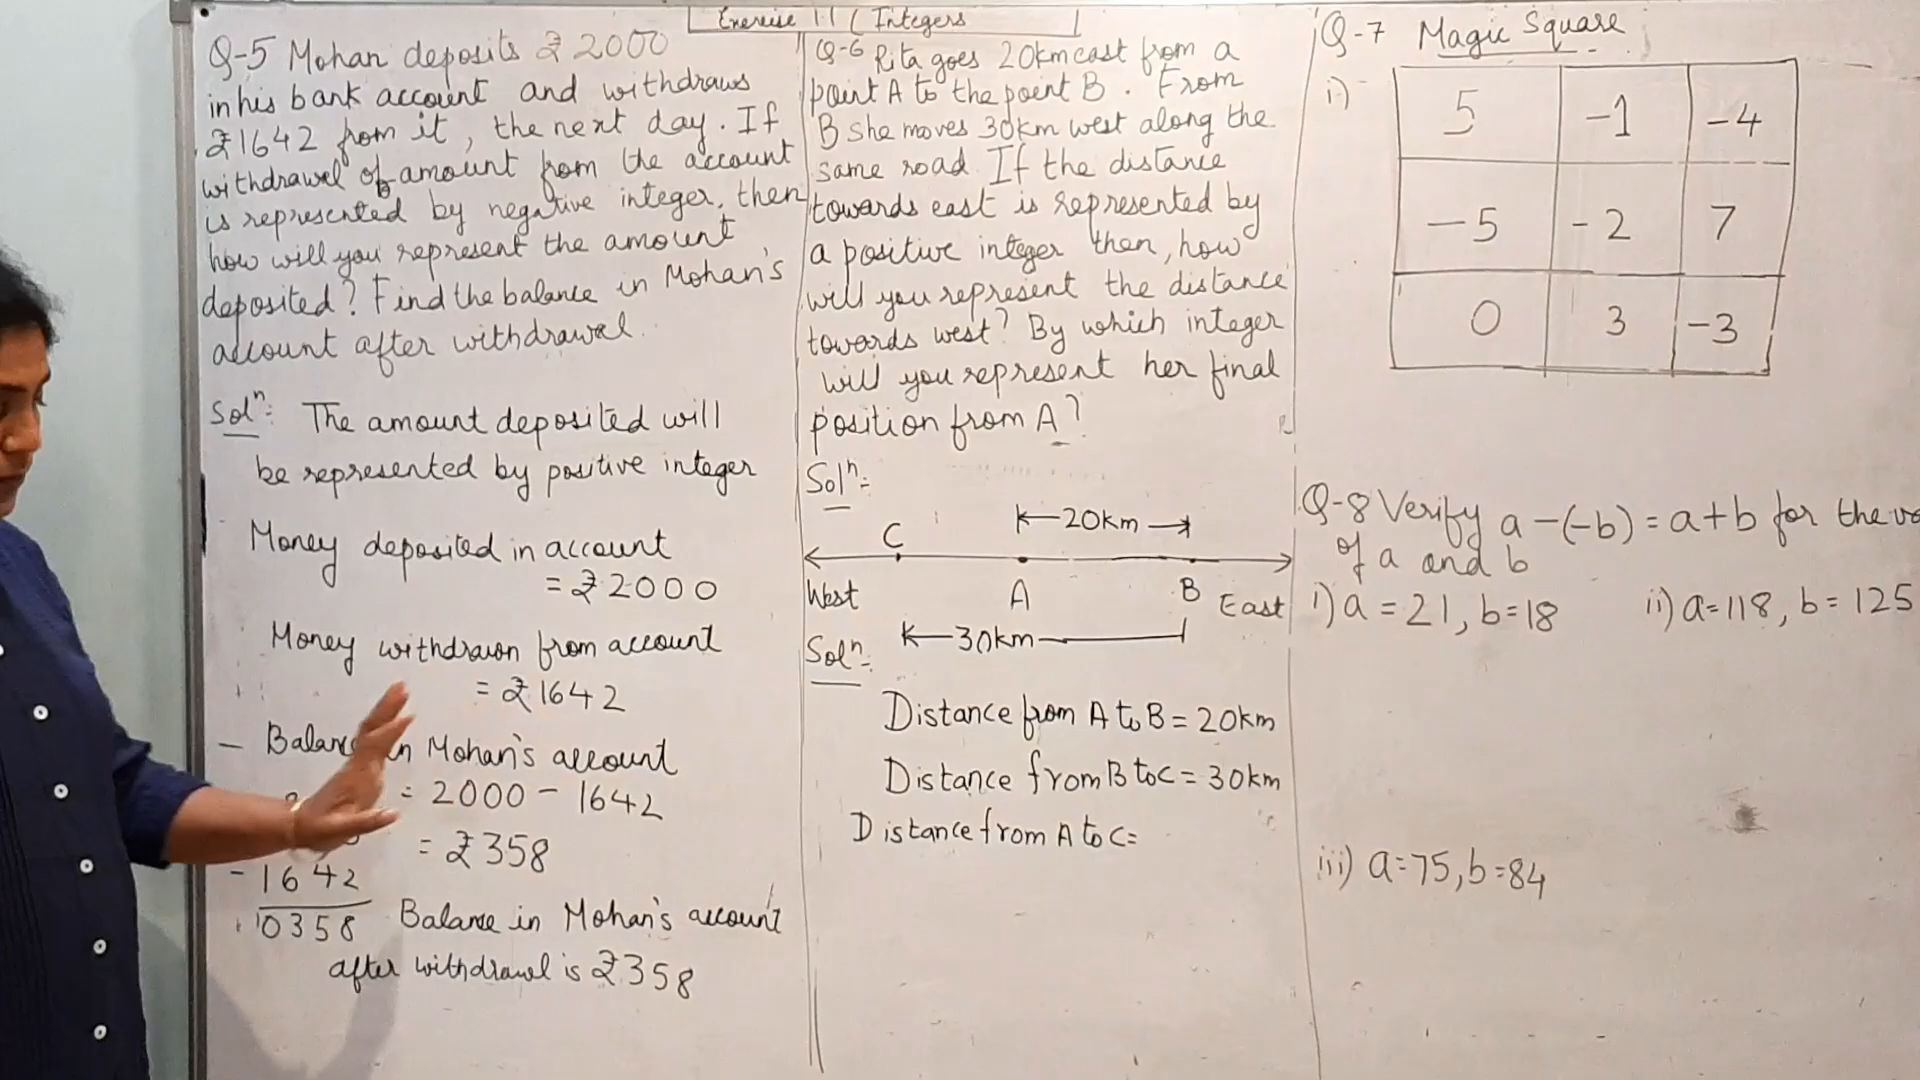 Exercise 1.1 ( Integers
Q-5 Mohan deposits ₹ 2000
in his bank account and withdraws
₹1642 from it, the next day. If
withdrawel of amount from the account
is represented by negative integer, then
how will you represent the amount
deposited? Find the balance in Mohan's
account after withdrawel.
Solⁿ: The amount deposited will
be represented by positive integer
Money deposited in account
= ₹2000
Money withdrawn from account
= ₹1642
- Balance in Mohan's account
= 2000 - 1642
= ₹358
- 1642
0358
Balance in Mohan's account
after withdrawl is ₹358
Q-6 Rita goes 20km east from a
point A to the point B. From
B she moves 30km west along the
same road. If the distance
towards east is represented by
a positive integer then, how
will you represent the distance
towards west? By which integer
will you represent her final
position from A?
Solⁿ=
20km
C
West A B East
30km
Solⁿ=
Distance from A to B = 20km
Distance from B to C = 30km
Distance from A to C=
Q-7 Magic Square
i)
5 -1 -4
-5 -2 7
0 3 -3
Q-8 Verify a-(-b) = a+b for the
of a and b
i) a = 21, b=18 ii) a=118, b= 125
iii) a=75, b=84